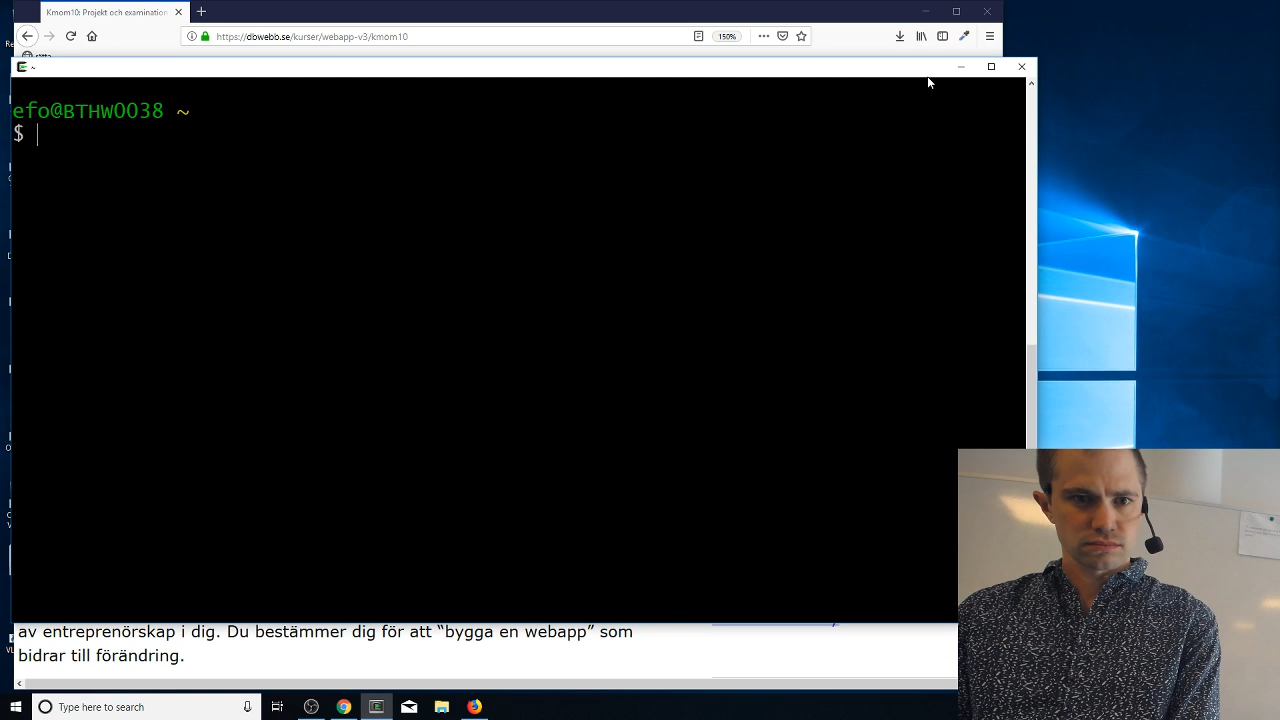 Kmom10: Projekt och examination
https://dbwebb.se/kurser/webapp-v3/kmom10
150%
~
efo@BTHW0038 ~
$
av entreprenörskap i dig. Du bestämmer dig för att “bygga en webapp” som
bidrar till förändring.
Type here to search